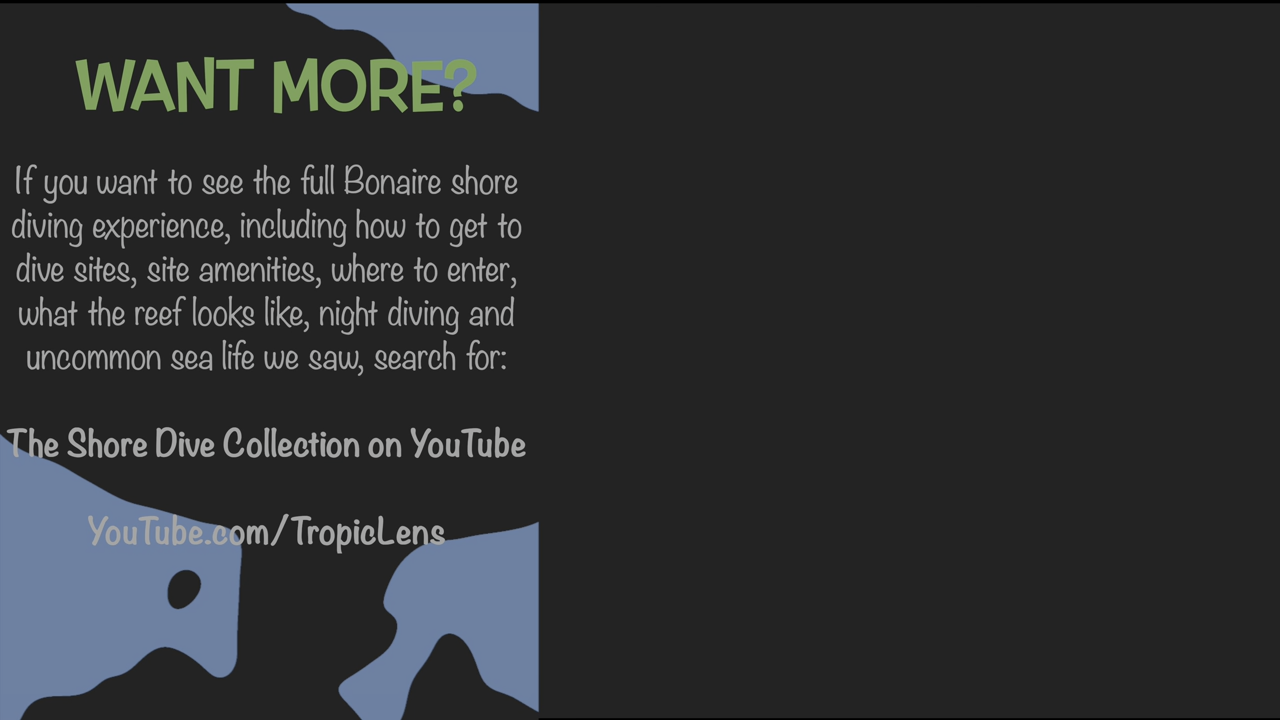 WANT MORE?
If you want to see the full Bonaire shore
diving experience, including how to get to
dive sites, site amenities, where to enter,
what the reef looks like, night diving and
uncommon sea life we saw, search for:
The Shore Dive Collection on YouTube
YouTube.com/TropicLens